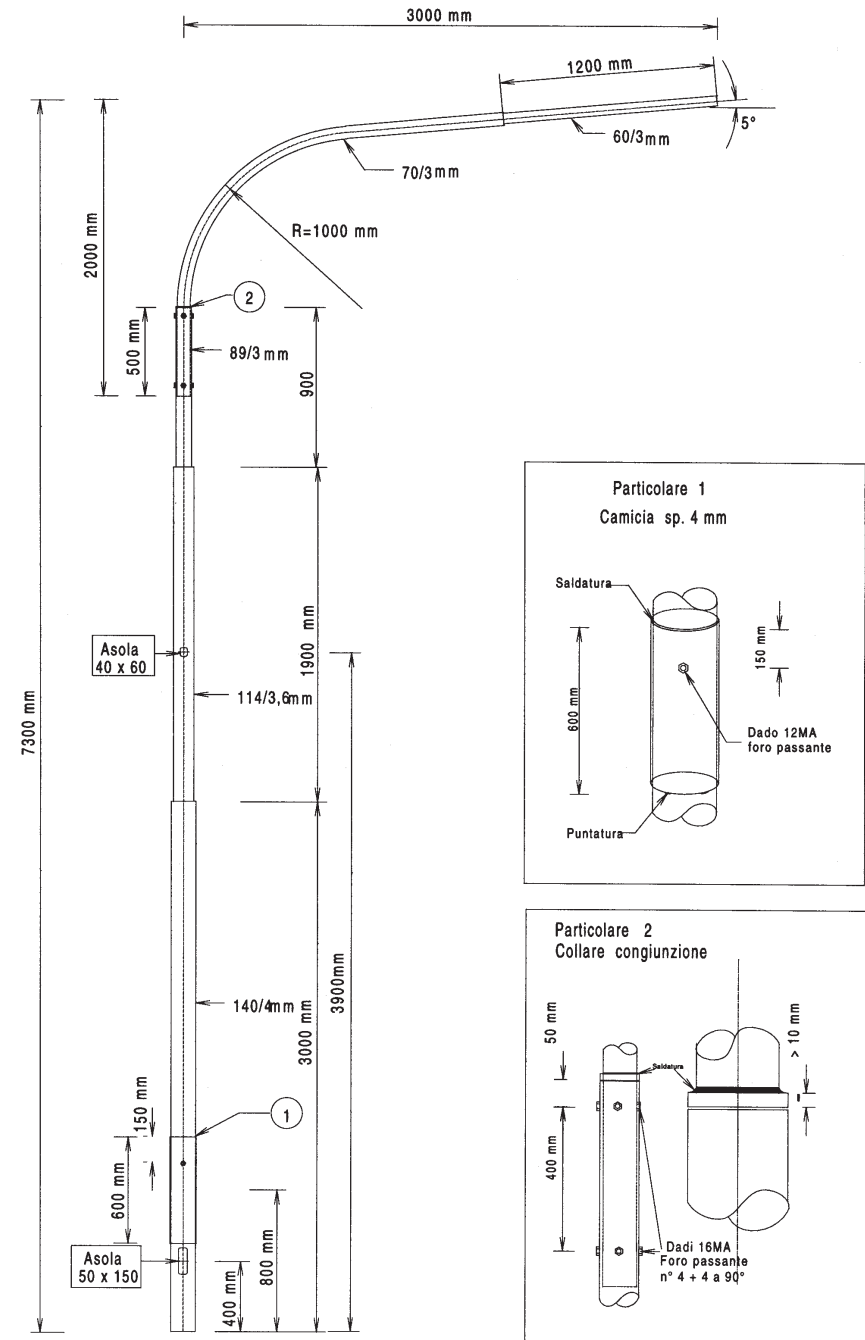 3000 mm
1200 mm
5°
60/3mm
70/3mm
R=1000 mm
2000 mm
2
500 mm
89/3 mm
900
7300 mm
Asola
40 x 60
1900 mm
114/3,6mm
3900mm
140/4mm
3000 mm
150 mm
1
600 mm
800 mm
Asola
50 x 150
400 mm
Particolare 1
Camicia sp. 4 mm
Saldatura
600 mm
150 mm
Dado 12MA
foro passante
Puntatura
Particolare 2
Collare congiunzione
50 mm
> 10 mm
Saldatura
400 mm
Dadi 16MA
Foro passante
n° 4 + 4 a 90°